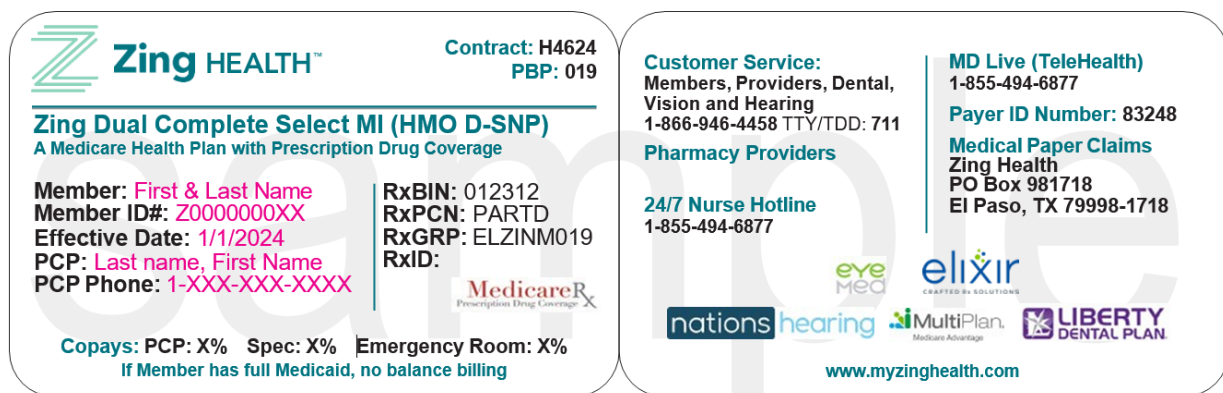 Zing HEALTH™
Contract: H4624
PBP: 019
Zing Dual Complete Select MI (HMO D-SNP)
A Medicare Health Plan with Prescription Drug Coverage
Member: First & Last Name
Member ID#: Z0000000XX
Effective Date: 1/1/2024
PCP: Last name, First Name
PCP Phone: 1-XXX-XXX-XXXX
RxBIN: 012312
RxPCN: PARTD
RxGRP: ELZINM019
RxID:
MedicareRx
Prescription Drug Coverage
Copays: PCP: X% Spec: X% Emergency Room: X%
If Member has full Medicaid, no balance billing
Customer Service:
Members, Providers, Dental,
Vision and Hearing
1-866-946-4458 TTY/TDD: 711
Pharmacy Providers
24/7 Nurse Hotline
1-855-494-6877
MD Live (TeleHealth)
1-855-494-6877
Payer ID Number: 83248
Medical Paper Claims
Zing Health
PO Box 981718
El Paso, TX 79998-1718
eye
Med
elixir
CRAFTED Rx SOLUTIONS
nations hearing
MultiPlan.
Medicare Advantage
LIBERTY
DENTAL PLAN.
www.myzinghealth.com
sample